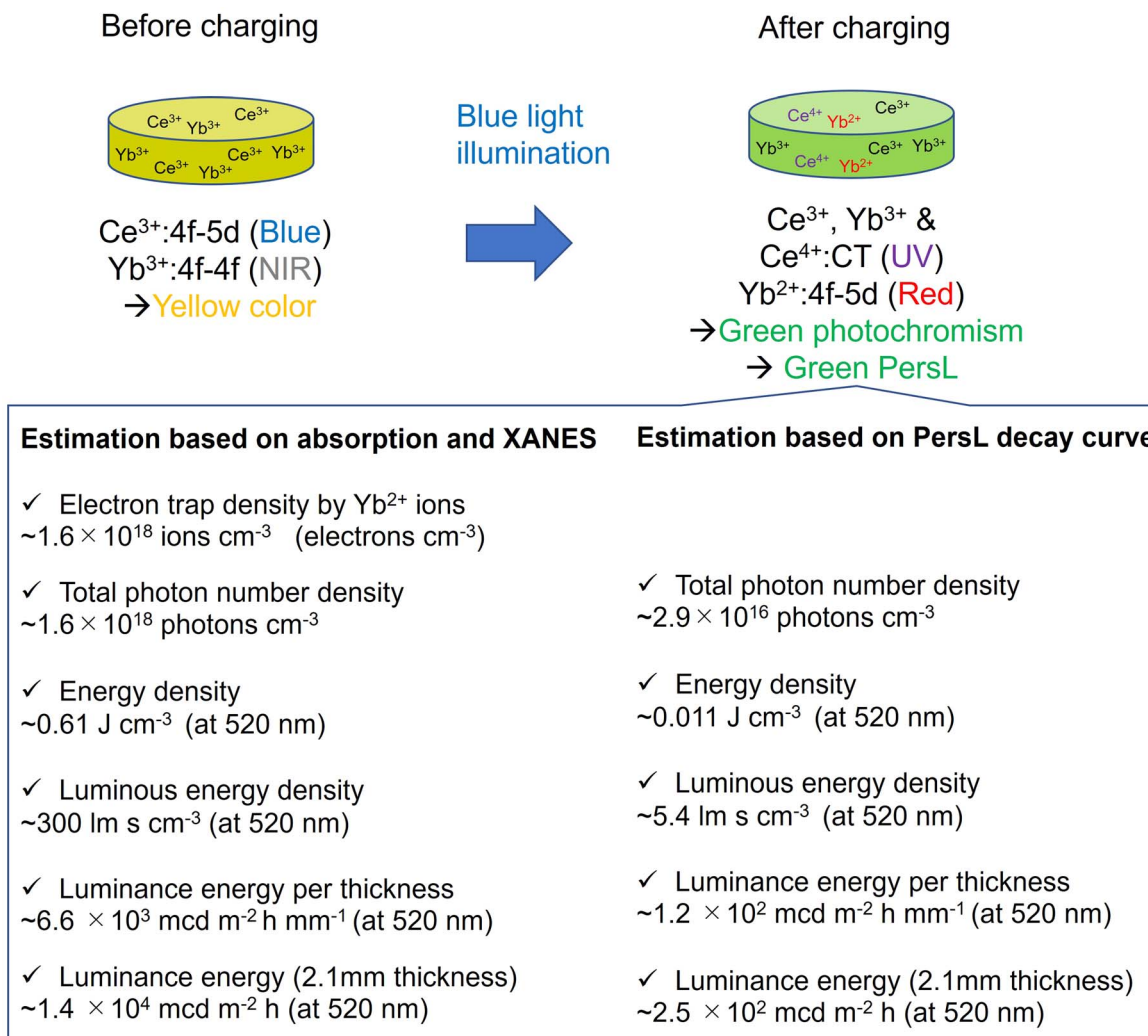 Before charging
After charging
Ce³⁺ Yb³⁺ Ce³⁺
Yb³⁺ Ce³⁺ Yb³⁺ Ce³⁺ Yb³⁺
Blue light
illumination
Ce⁴⁺ Yb²⁺ Ce³⁺
Yb³⁺ Ce⁴⁺ Yb²⁺ Ce³⁺ Yb³⁺
Ce³⁺:4f-5d (Blue)
Yb³⁺:4f-4f (NIR)
→Yellow color
Ce³⁺, Yb³⁺ &
Ce⁴⁺:CT (UV)
Yb²⁺:4f-5d (Red)
→Green photochromism
→ Green PersL
Estimation based on absorption and XANES
✓ Electron trap density by Yb²⁺ ions
~1.6 × 10¹⁸ ions cm⁻³ (electrons cm⁻³)
✓ Total photon number density
~1.6 × 10¹⁸ photons cm⁻³
✓ Energy density
~0.61 J cm⁻³ (at 520 nm)
✓ Luminous energy density
~300 lm s cm⁻³ (at 520 nm)
✓ Luminance energy per thickness
~6.6 × 10³ mcd m⁻² h mm⁻¹ (at 520 nm)
✓ Luminance energy (2.1mm thickness)
~1.4 × 10⁴ mcd m⁻² h (at 520 nm)
Estimation based on PersL decay curve
✓ Total photon number density
~2.9 × 10¹⁶ photons cm⁻³
✓ Energy density
~0.011 J cm⁻³ (at 520 nm)
✓ Luminous energy density
~5.4 lm s cm⁻³ (at 520 nm)
✓ Luminance energy per thickness
~1.2 × 10² mcd m⁻² h mm⁻¹ (at 520 nm)
✓ Luminance energy (2.1mm thickness)
~2.5 × 10² mcd m⁻² h (at 520 nm)